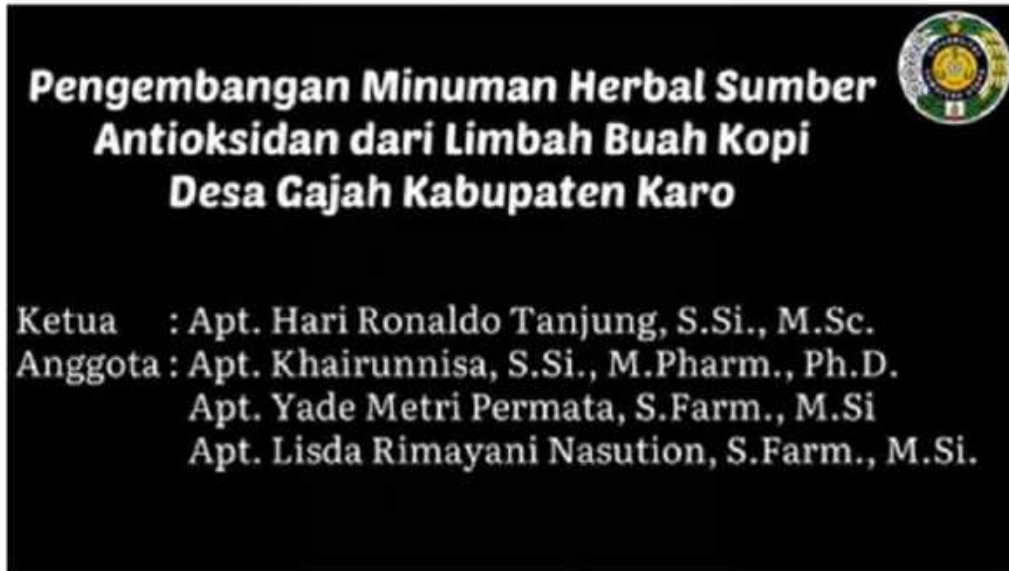 Pengembangan Minuman Herbal Sumber
Antioksidan dari Limbah Buah Kopi
Desa Gajah Kabupaten Karo
Ketua : Apt. Hari Ronaldo Tanjung, S.Si., M.Sc.
Anggota : Apt. Khairunnisa, S.Si., M.Pharm., Ph.D.
Apt. Yade Metri Permata, S.Farm., M.Si
Apt. Lisda Rimayani Nasution, S.Farm., M.Si.